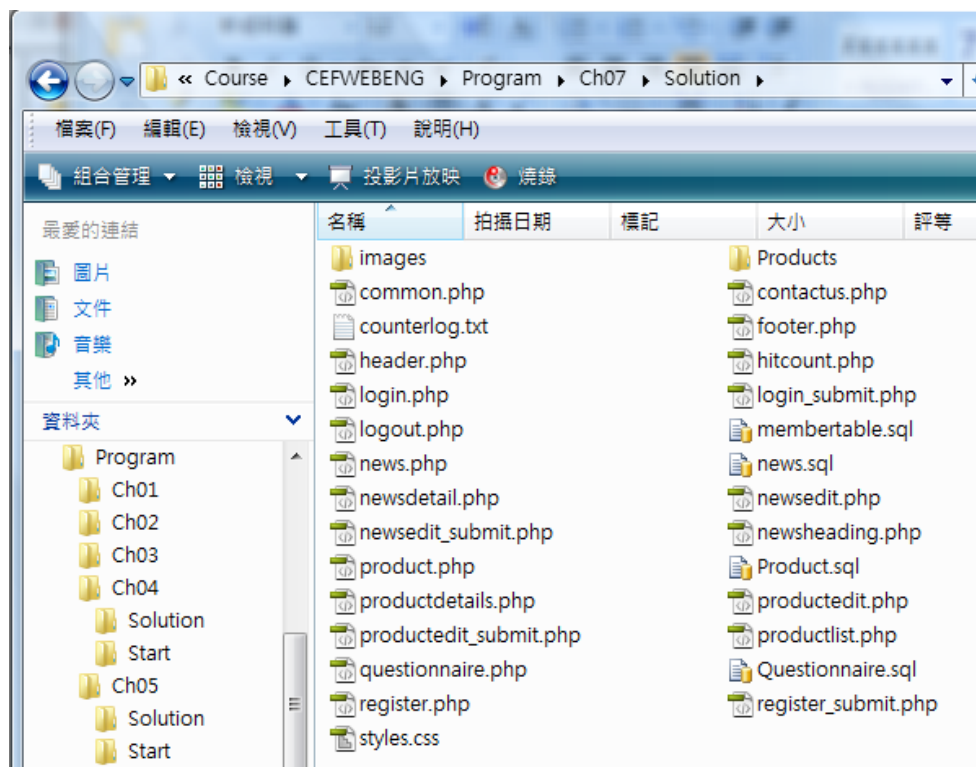 « Course ▸ CEFWEBENG ▸ Program ▸ Ch07 ▸ Solution ▸
檔案(F) 編輯(E) 檢視(V) 工具(T) 說明(H)
組合管理 檢視 投影片放映 燒錄
最愛的連結
圖片
文件
音樂
其他 »
資料夾
Program
Ch01
Ch02
Ch03
Ch04
Solution
Start
Ch05
Solution
Start
名稱 拍攝日期 標記 大小 評等
images Products
common.php contactus.php
counterlog.txt footer.php
header.php hitcount.php
login.php login_submit.php
logout.php membertable.sql
news.php news.sql
newsdetail.php newsedit.php
newsedit_submit.php newsheading.php
product.php Product.sql
productdetails.php productedit.php
productedit_submit.php productlist.php
questionnaire.php Questionnaire.sql
register.php register_submit.php
styles.css